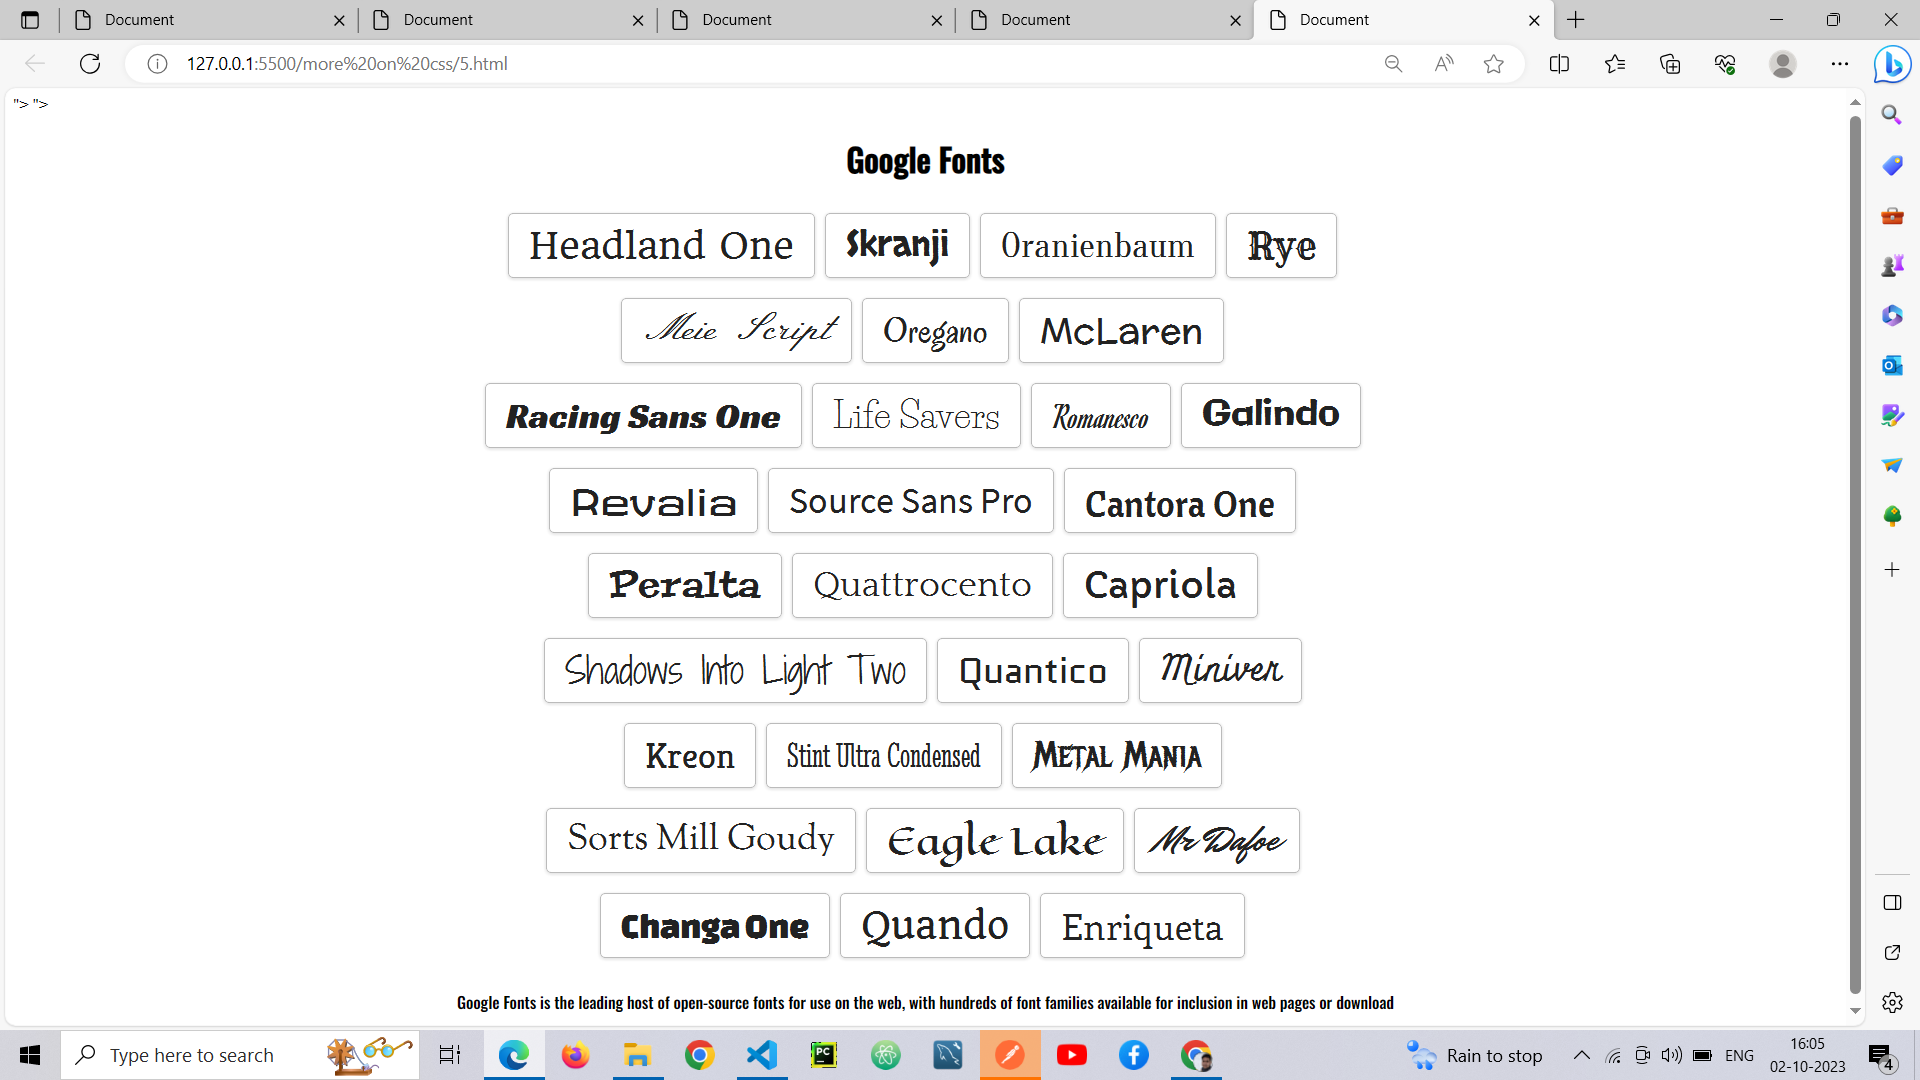 Document Document Document Document Document
127.0.0.1:5500/more%20on%20css/5.html
"> ">
Google Fonts
Headland One Skranji Oranienbaum Rye
Meie Script Oregano McLaren
Racing Sans One Life Savers Romanesco Galindo
Revalia Source Sans Pro Cantora One
Peralta Quattrocento Capriola
Shadows Into Light Two Quantico Miniver
Kreon Stint Ultra Condensed Metal Mania
Sorts Mill Goudy Eagle Lake Mr Dafoe
Changa One Quando Enriqueta
Google Fonts is the leading host of open-source fonts for use on the web, with hundreds of font families available for inclusion in web pages or download
Type here to search PC Rain to stop ENG 16:05
02-10-2023 4